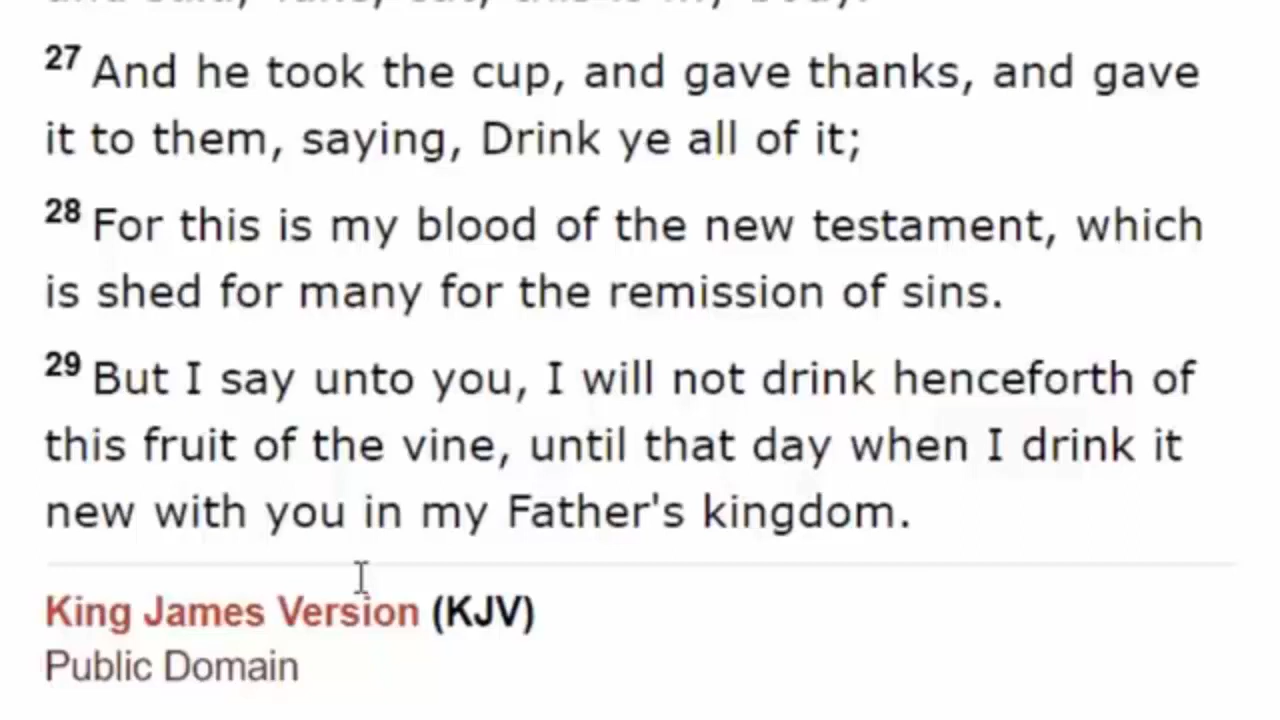 27 And he took the cup, and gave thanks, and gave
it to them, saying, Drink ye all of it;
28 For this is my blood of the new testament, which
is shed for many for the remission of sins.
29 But I say unto you, I will not drink henceforth of
this fruit of the vine, until that day when I drink it
new with you in my Father's kingdom.
King James Version (KJV)
Public Domain